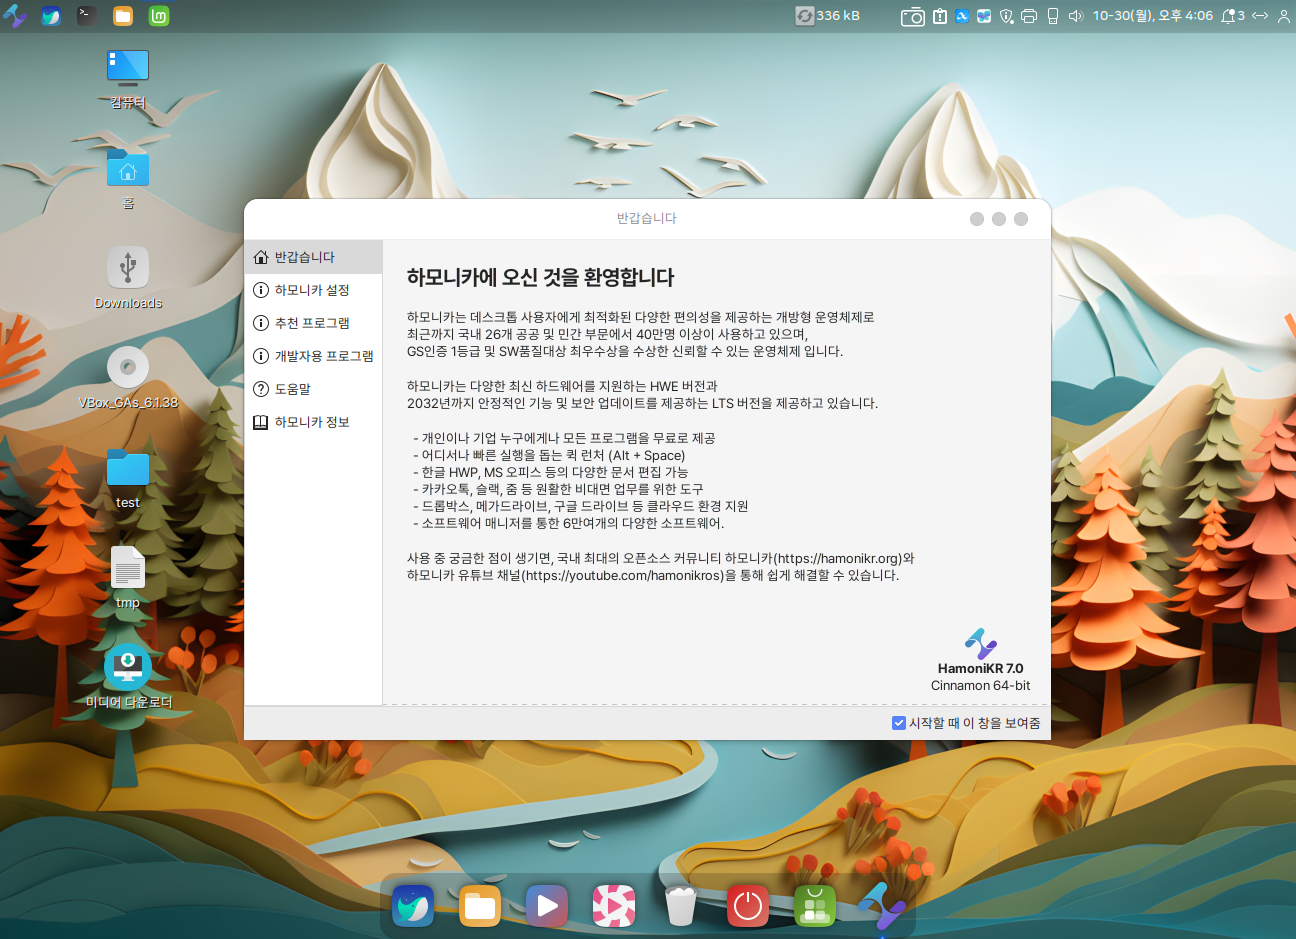 336 kB
10-30(월), 오후 4:06
3
컴퓨터
홈
Downloads
VBox_GAs_6.1.38
test
tmp
미디어 다운로더
반갑습니다
반갑습니다
하모니카 설정
추천 프로그램
개발자용 프로그램
도움말
하모니카 정보
하모니카에 오신 것을 환영합니다
하모니카는 데스크톱 사용자에게 최적화된 다양한 편의성을 제공하는 개방형 운영체제로
최근까지 국내 26개 공공 및 민간 부문에서 40만명 이상이 사용하고 있으며,
GS인증 1등급 및 SW품질대상 최우수상을 수상한 신뢰할 수 있는 운영체제 입니다.
하모니카는 다양한 최신 하드웨어를 지원하는 HWE 버전과
2032년까지 안정적인 기능 및 보안 업데이트를 제공하는 LTS 버전을 제공하고 있습니다.
- 개인이나 기업 누구에게나 모든 프로그램을 무료로 제공
- 어디서나 빠른 실행을 돕는 퀵 런처 (Alt + Space)
- 한글 HWP, MS 오피스 등의 다양한 문서 편집 가능
- 카카오톡, 슬랙, 줌 등 원활한 비대면 업무를 위한 도구
- 드롭박스, 메가드라이브, 구글 드라이브 등 클라우드 환경 지원
- 소프트웨어 매니저를 통한 6만여개의 다양한 소프트웨어.
사용 중 궁금한 점이 생기면, 국내 최대의 오픈소스 커뮤니티 하모니카(https://hamonikr.org)와
하모니카 유튜브 채널(https://youtube.com/hamonikros)을 통해 쉽게 해결할 수 있습니다.
HamoniKR 7.0
Cinnamon 64-bit
시작할 때 이 창을 보여줌